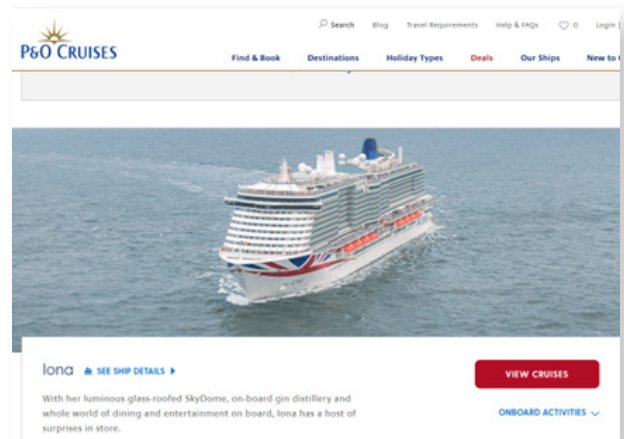 Search Blog Travel Requirements Help & FAQs 0 Login
P&O CRUISES
Find & Book Destinations Holiday Types Deals Our Ships New to
Iona SEE SHIP DETAILS
VIEW CRUISES
With her luminous glass-roofed SkyDome, on-board gin distillery and
whole world of dining and entertainment on board, Iona has a host of
surprises in store.
ONBOARD ACTIVITIES